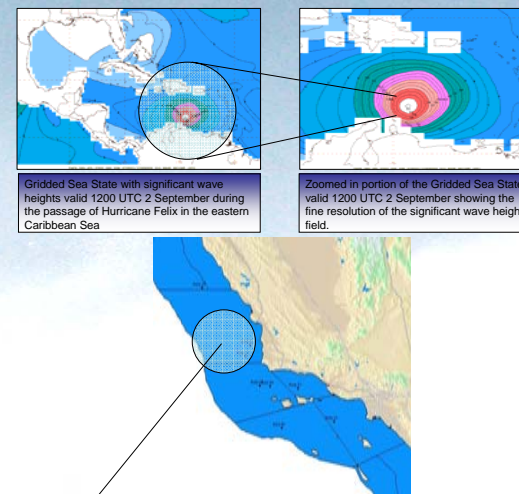 Gridded Sea State with significant wave
heights valid 1200 UTC 2 September during
the passage of Hurricane Felix in the eastern
Caribbean Sea
Zoomed in portion of the Gridded Sea State
valid 1200 UTC 2 September showing the
fine resolution of the significant wave heigh
field.